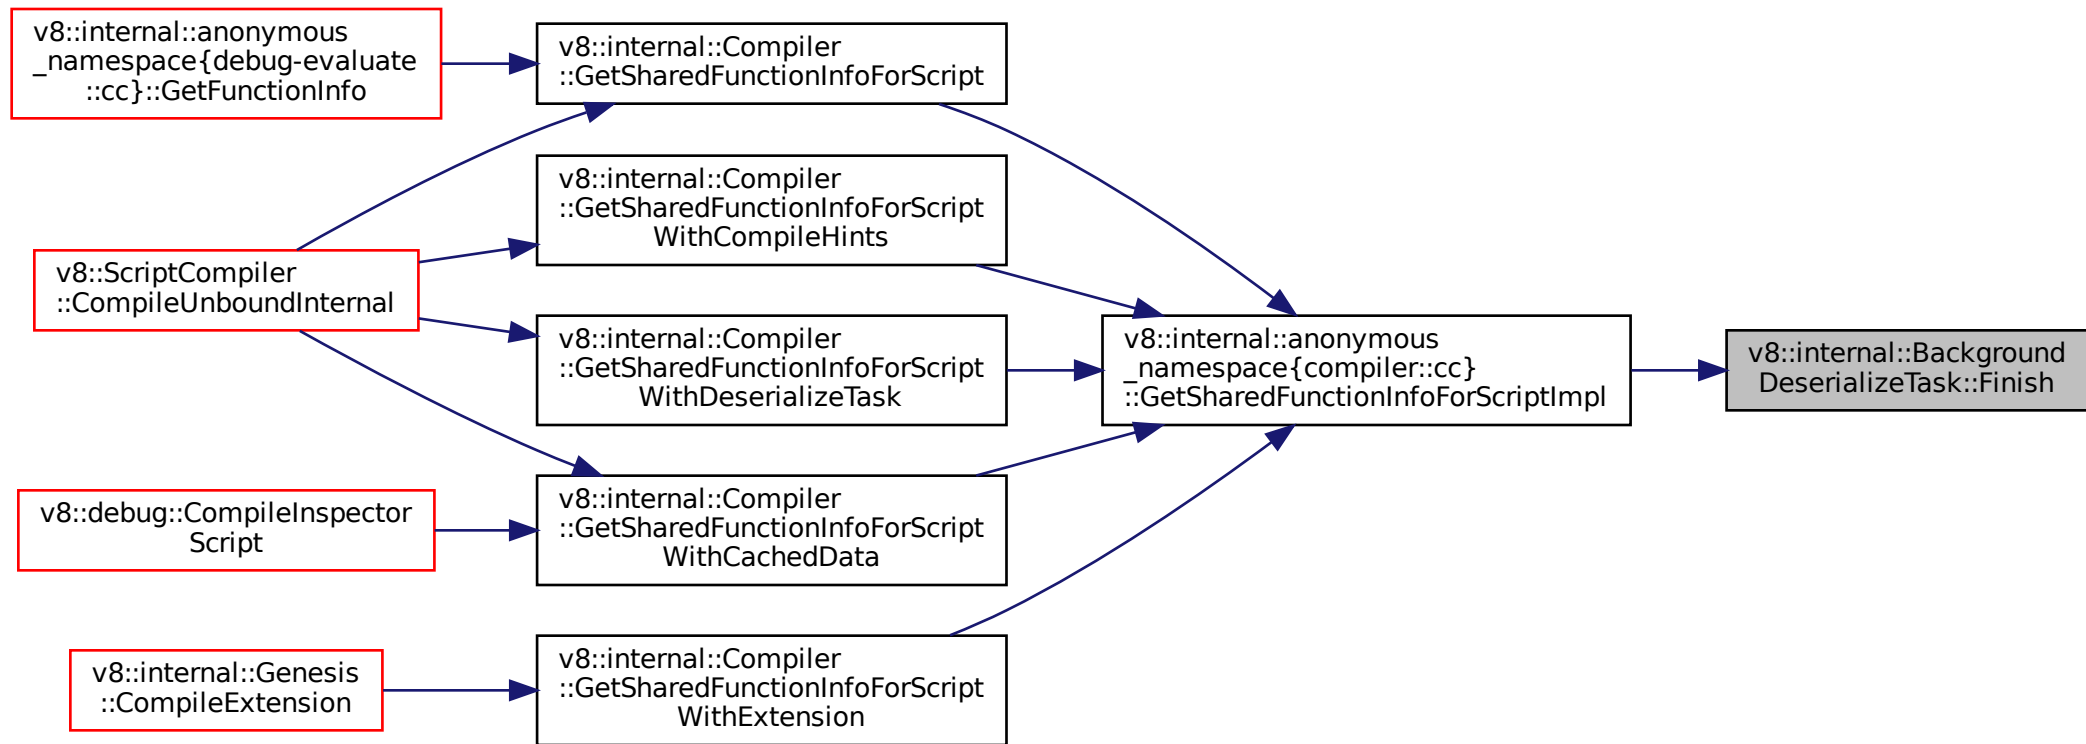 v8::internal::anonymous
_namespace{debug-evaluate
::cc}::GetFunctionInfo
v8::ScriptCompiler
::CompileUnboundInternal
v8::debug::CompileInspector
Script
v8::internal::Genesis
::CompileExtension
v8::internal::Compiler
::GetSharedFunctionInfoForScript
v8::internal::Compiler
::GetSharedFunctionInfoForScript
WithCompileHints
v8::internal::Compiler
::GetSharedFunctionInfoForScript
WithDeserializeTask
v8::internal::Compiler
::GetSharedFunctionInfoForScript
WithCachedData
v8::internal::Compiler
::GetSharedFunctionInfoForScript
WithExtension
v8::internal::anonymous
_namespace{compiler::cc}
::GetSharedFunctionInfoForScriptImpl
v8::internal::Background
DeserializeTask::Finish